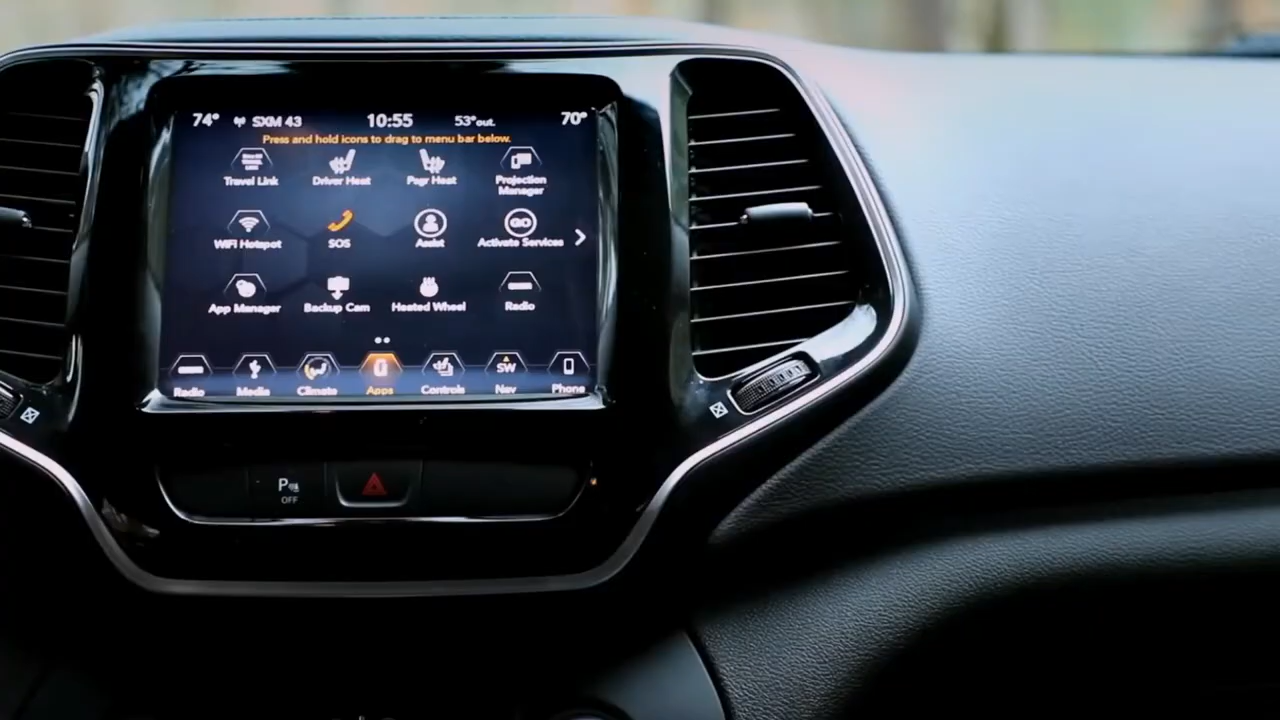 74° SXM 43 10:55 53°out. 70°
Press and hold icons to drag to menu bar below.
Travel Link Driver Heat Psgr Heat Projection
Manager
WiFi Hotspot SOS Assist GO Activate Services
App Manager Backup Cam Heated Wheel Radio
SW
Radio Media Climate Apps Controls Nav Phone
P
OFF